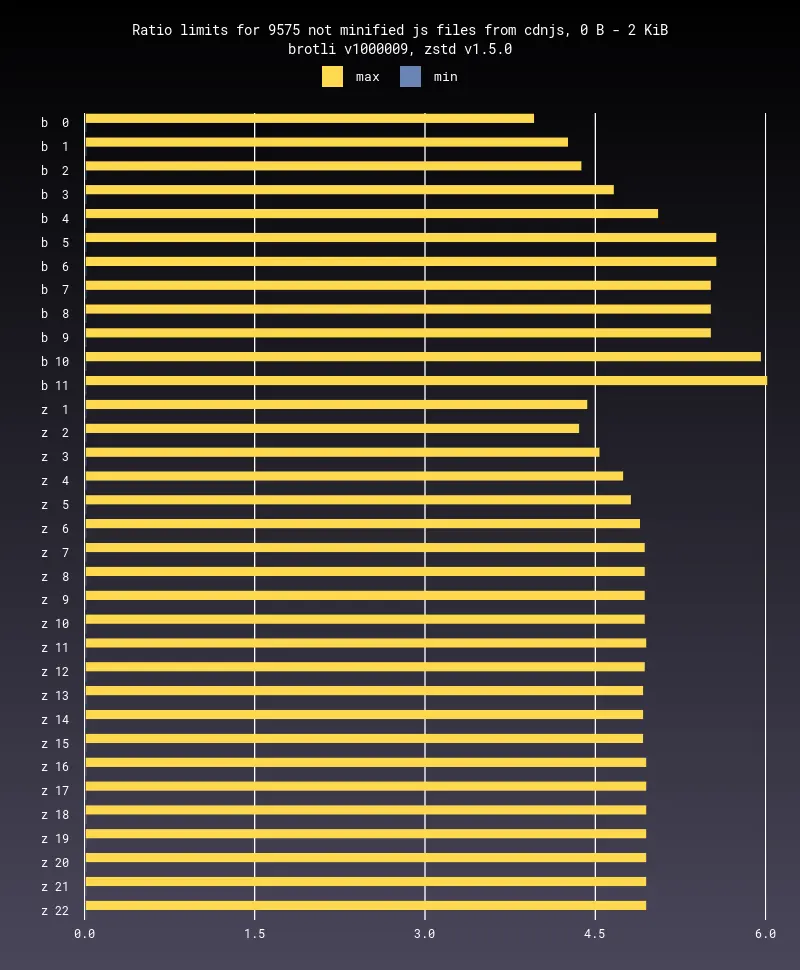 Ratio limits for 9575 not minified js files from cdnjs, 0 B - 2 KiB
brotli v1000009, zstd v1.5.0
max min
b 0
b 1
b 2
b 3
b 4
b 5
b 6
b 7
b 8
b 9
b 10
b 11
z 1
z 2
z 3
z 4
z 5
z 6
z 7
z 8
z 9
z 10
z 11
z 12
z 13
z 14
z 15
z 16
z 17
z 18
z 19
z 20
z 21
z 22
0.0 1.5 3.0 4.5 6.0